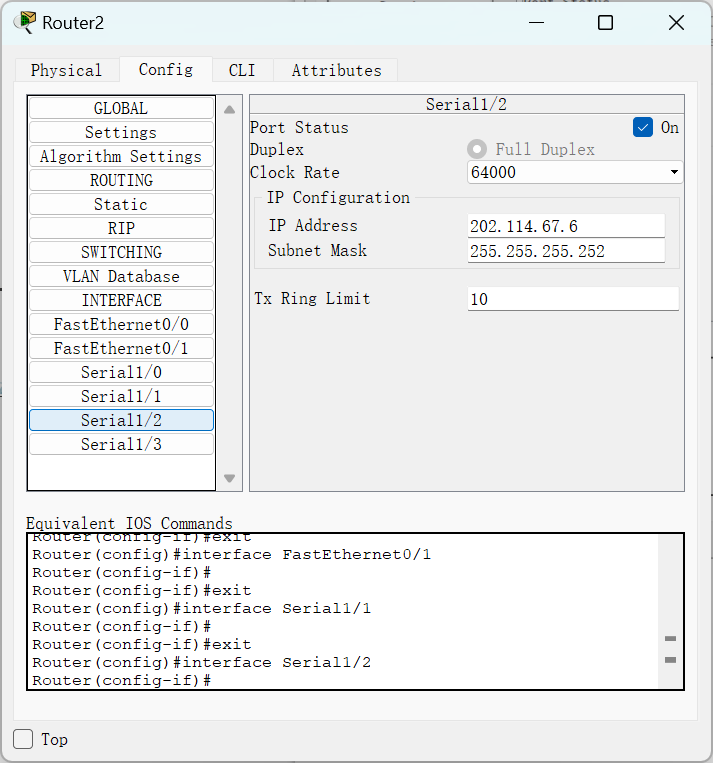 Router2
Physical
Config
CLI
Attributes
GLOBAL
Settings
Algorithm Settings
ROUTING
Static
RIP
SWITCHING
VLAN Database
INTERFACE
FastEthernet0/0
FastEthernet0/1
Serial1/0
Serial1/1
Serial1/2
Serial1/3
Serial1/2
Port Status
On
Duplex
Full Duplex
Clock Rate
64000
IP Configuration
IP Address
202.114.67.6
Subnet Mask
255.255.255.252
Tx Ring Limit
10
Equivalent IOS Commands
Router(config-if)#exit
Router(config)#interface FastEthernet0/1
Router(config-if)#
Router(config-if)#exit
Router(config)#interface Serial1/1
Router(config-if)#
Router(config-if)#exit
Router(config)#interface Serial1/2
Router(config-if)#
Top